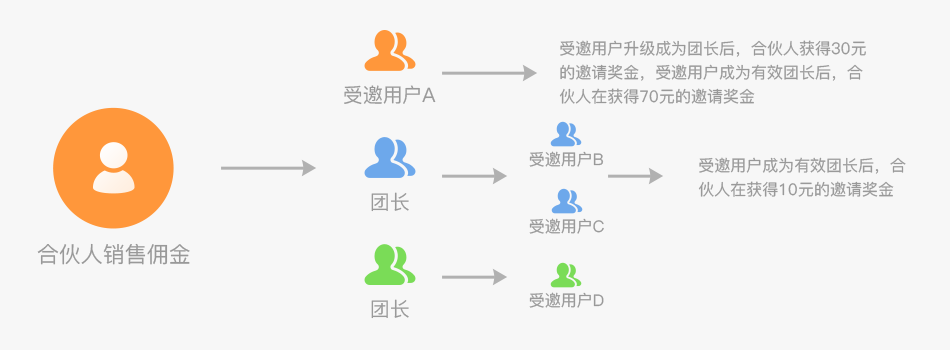 受邀用户A
受邀用户升级成为团长后，合伙人获得30元
的邀请奖金，受邀用户成为有效团长后，合
伙人在获得70元的邀请奖金
合伙人销售佣金
团长
受邀用户B
受邀用户C
受邀用户成为有效团长后，合
伙人在获得10元的邀请奖金
团长
受邀用户D